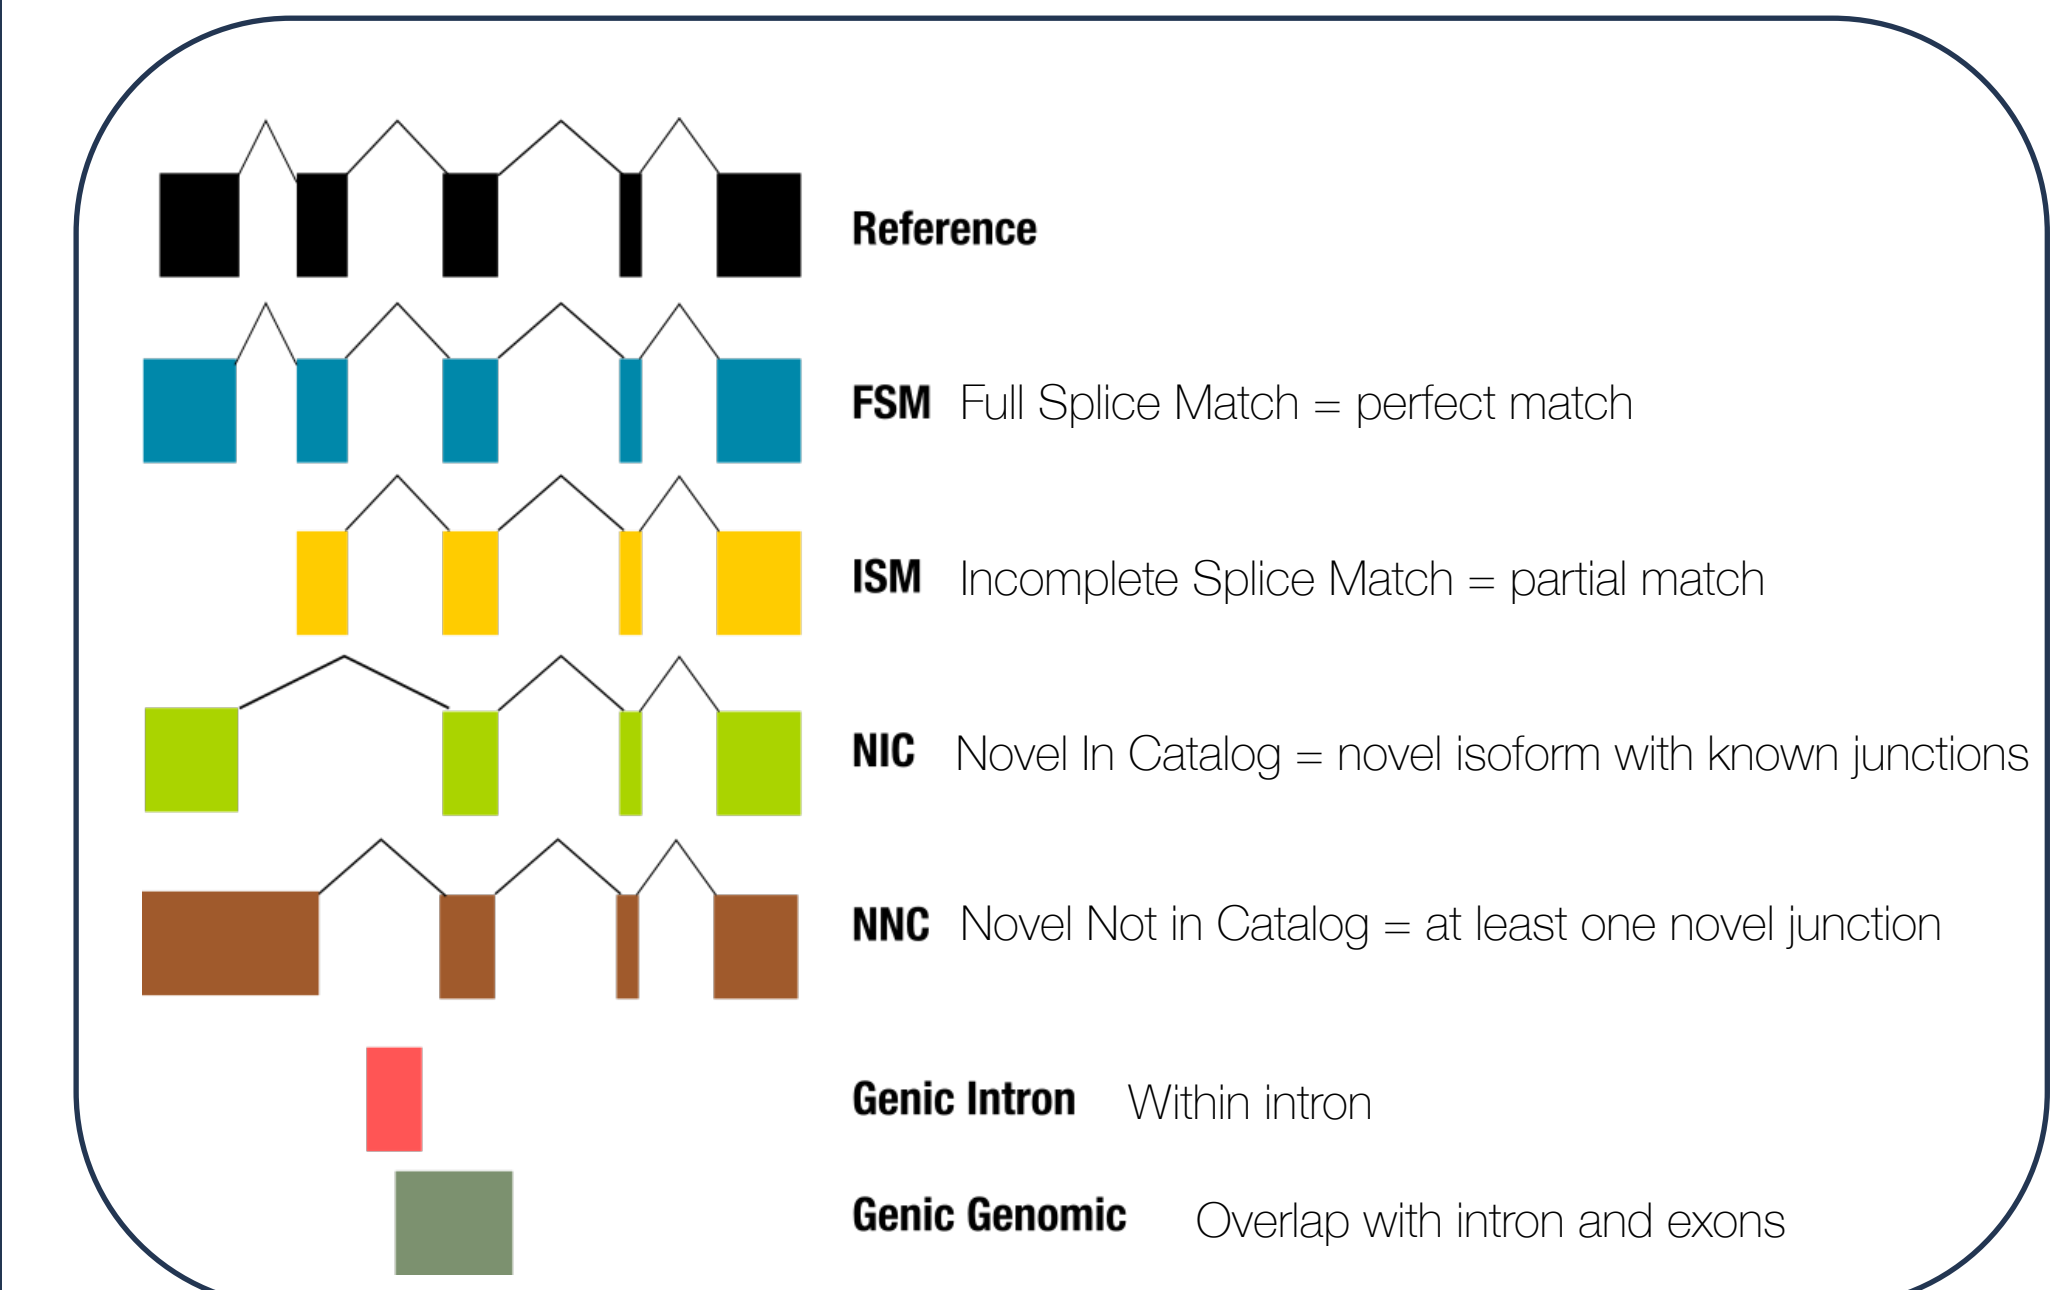 Reference
FSM Full Splice Match = perfect match
ISM Incomplete Splice Match = partial match
NIC Novel In Catalog = novel isoform with known junctions
NNC Novel Not in Catalog = at least one novel junction
Genic Intron Within intron
Genic Genomic Overlap with intron and exons